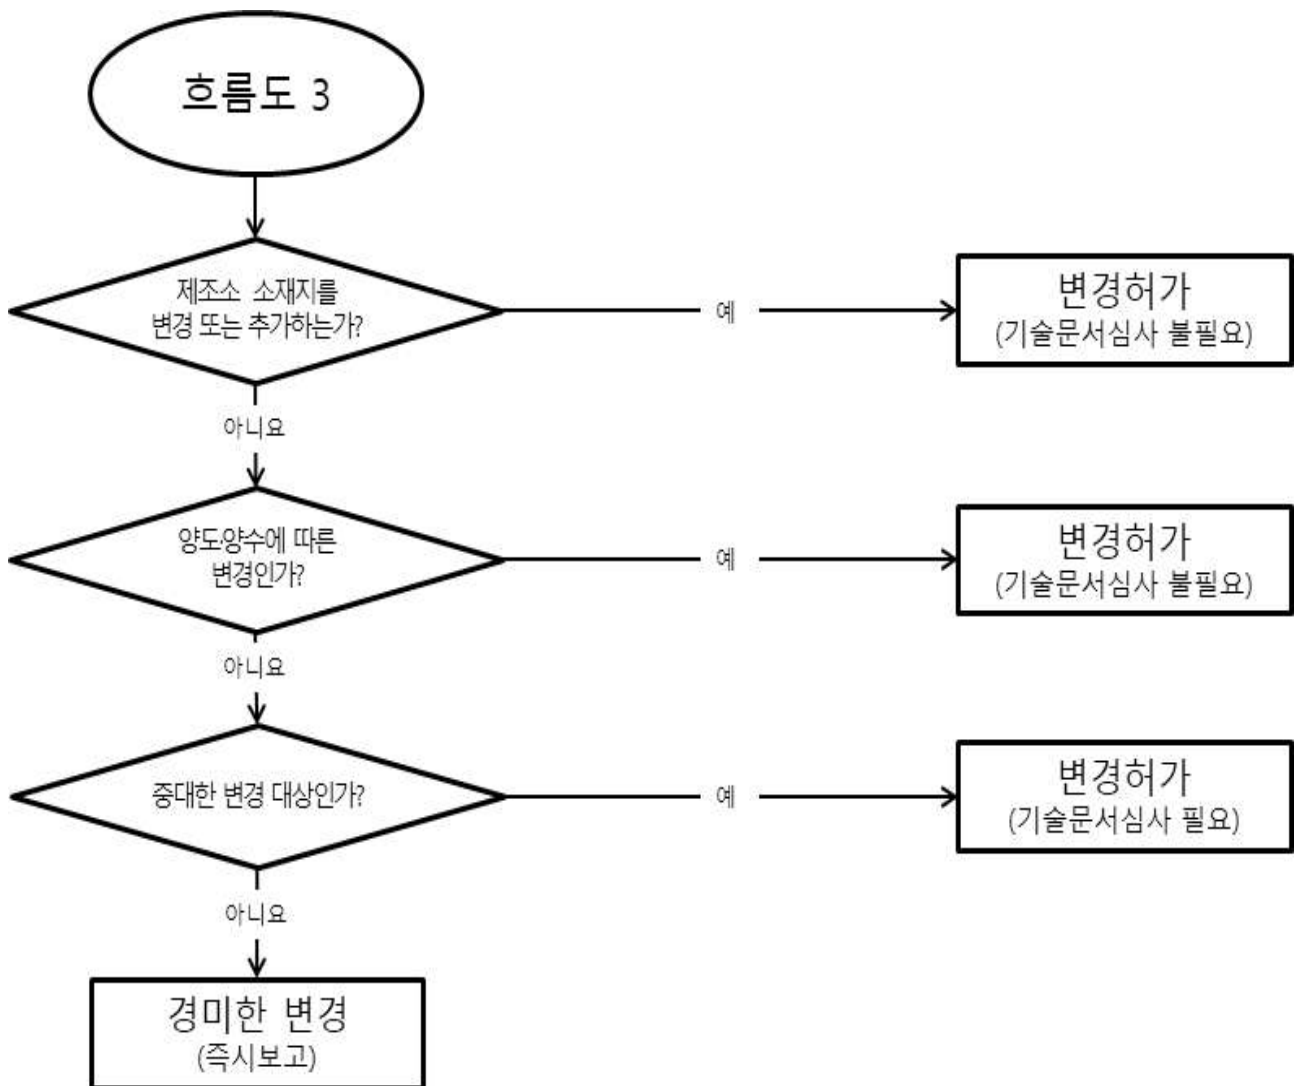 흐름도 3
제조소 소재지를
변경 또는 추가하는가?
예
변경허가
(기술문서심사 불필요)
아니요
양도·양수에 따른
변경인가?
예
변경허가
(기술문서심사 불필요)
아니요
중대한 변경 대상인가?
예
변경허가
(기술문서심사 필요)
아니요
경미한 변경
(즉시보고)